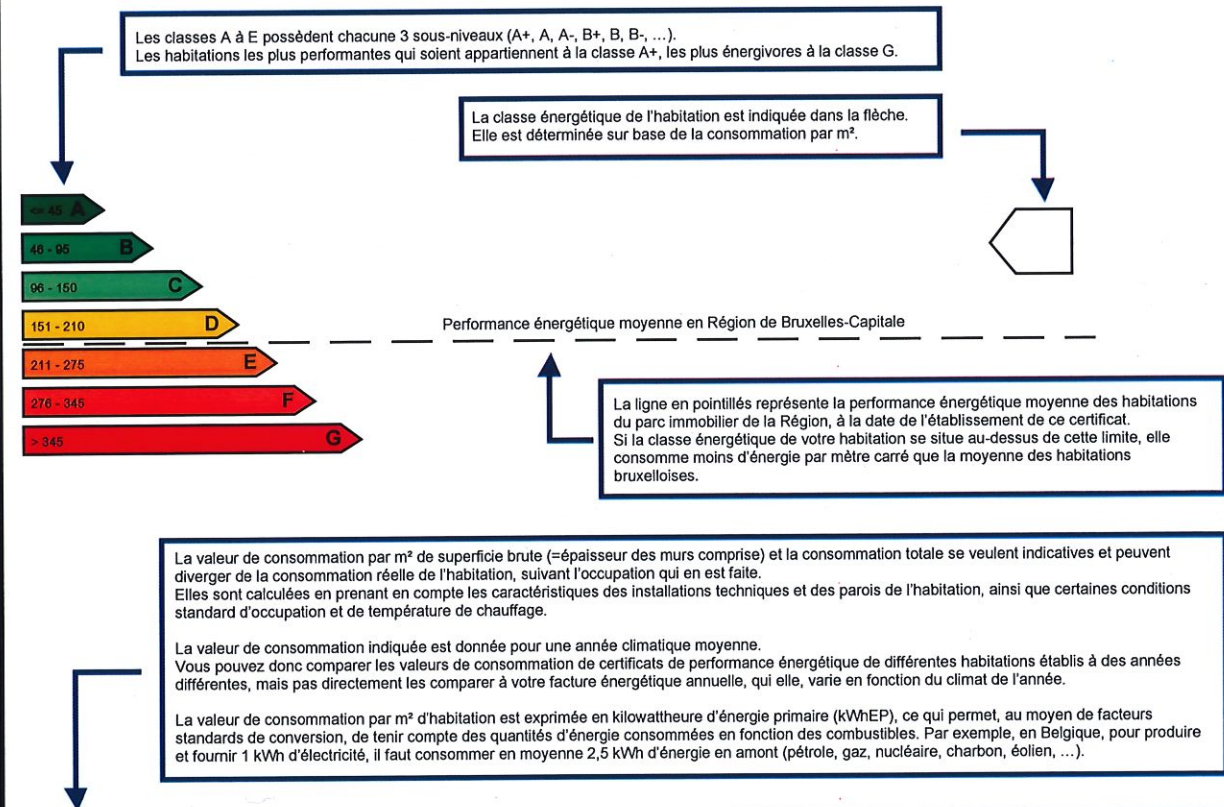 Les classes A à E possèdent chacune 3 sous-niveaux (A+, A, A-, B+, B, B-, ...).
Les habitations les plus performantes qui soient appartiennent à la classe A+, les plus énergivores à la classe G.
La classe énergétique de l'habitation est indiquée dans la flèche.
Elle est déterminée sur base de la consommation par m².
<= 45 A
46 - 95 B
96 - 150 C
151 - 210 D
Performance énergétique moyenne en Région de Bruxelles-Capitale
211 - 275 E
276 - 345 F
> 345 G
La ligne en pointillés représente la performance énergétique moyenne des habitations
du parc immobilier de la Région, à la date de l'établissement de ce certificat.
Si la classe énergétique de votre habitation se situe au-dessus de cette limite, elle
consomme moins d'énergie par mètre carré que la moyenne des habitations
bruxelloises.
La valeur de consommation par m² de superficie brute (=épaisseur des murs comprise) et la consommation totale se veulent indicatives et peuvent
diverger de la consommation réelle de l'habitation, suivant l'occupation qui en est faite.
Elles sont calculées en prenant en compte les caractéristiques des installations techniques et des parois de l'habitation, ainsi que certaines conditions
standard d'occupation et de température de chauffage.
La valeur de consommation indiquée est donnée pour une année climatique moyenne.
Vous pouvez donc comparer les valeurs de consommation de certificats de performance énergétique de différentes habitations établis à des années
différentes, mais pas directement les comparer à votre facture énergétique annuelle, qui elle, varie en fonction du climat de l'année.
La valeur de consommation par m² d'habitation est exprimée en kilowattheure d'énergie primaire (kWhEP), ce qui permet, au moyen de facteurs
standards de conversion, de tenir compte des quantités d'énergie consommées en fonction des combustibles. Par exemple, en Belgique, pour produire
et fournir 1 kWh d'électricité, il faut consommer en moyenne 2,5 kWh d'énergie en amont (pétrole, gaz, nucléaire, charbon, éolien, ...).